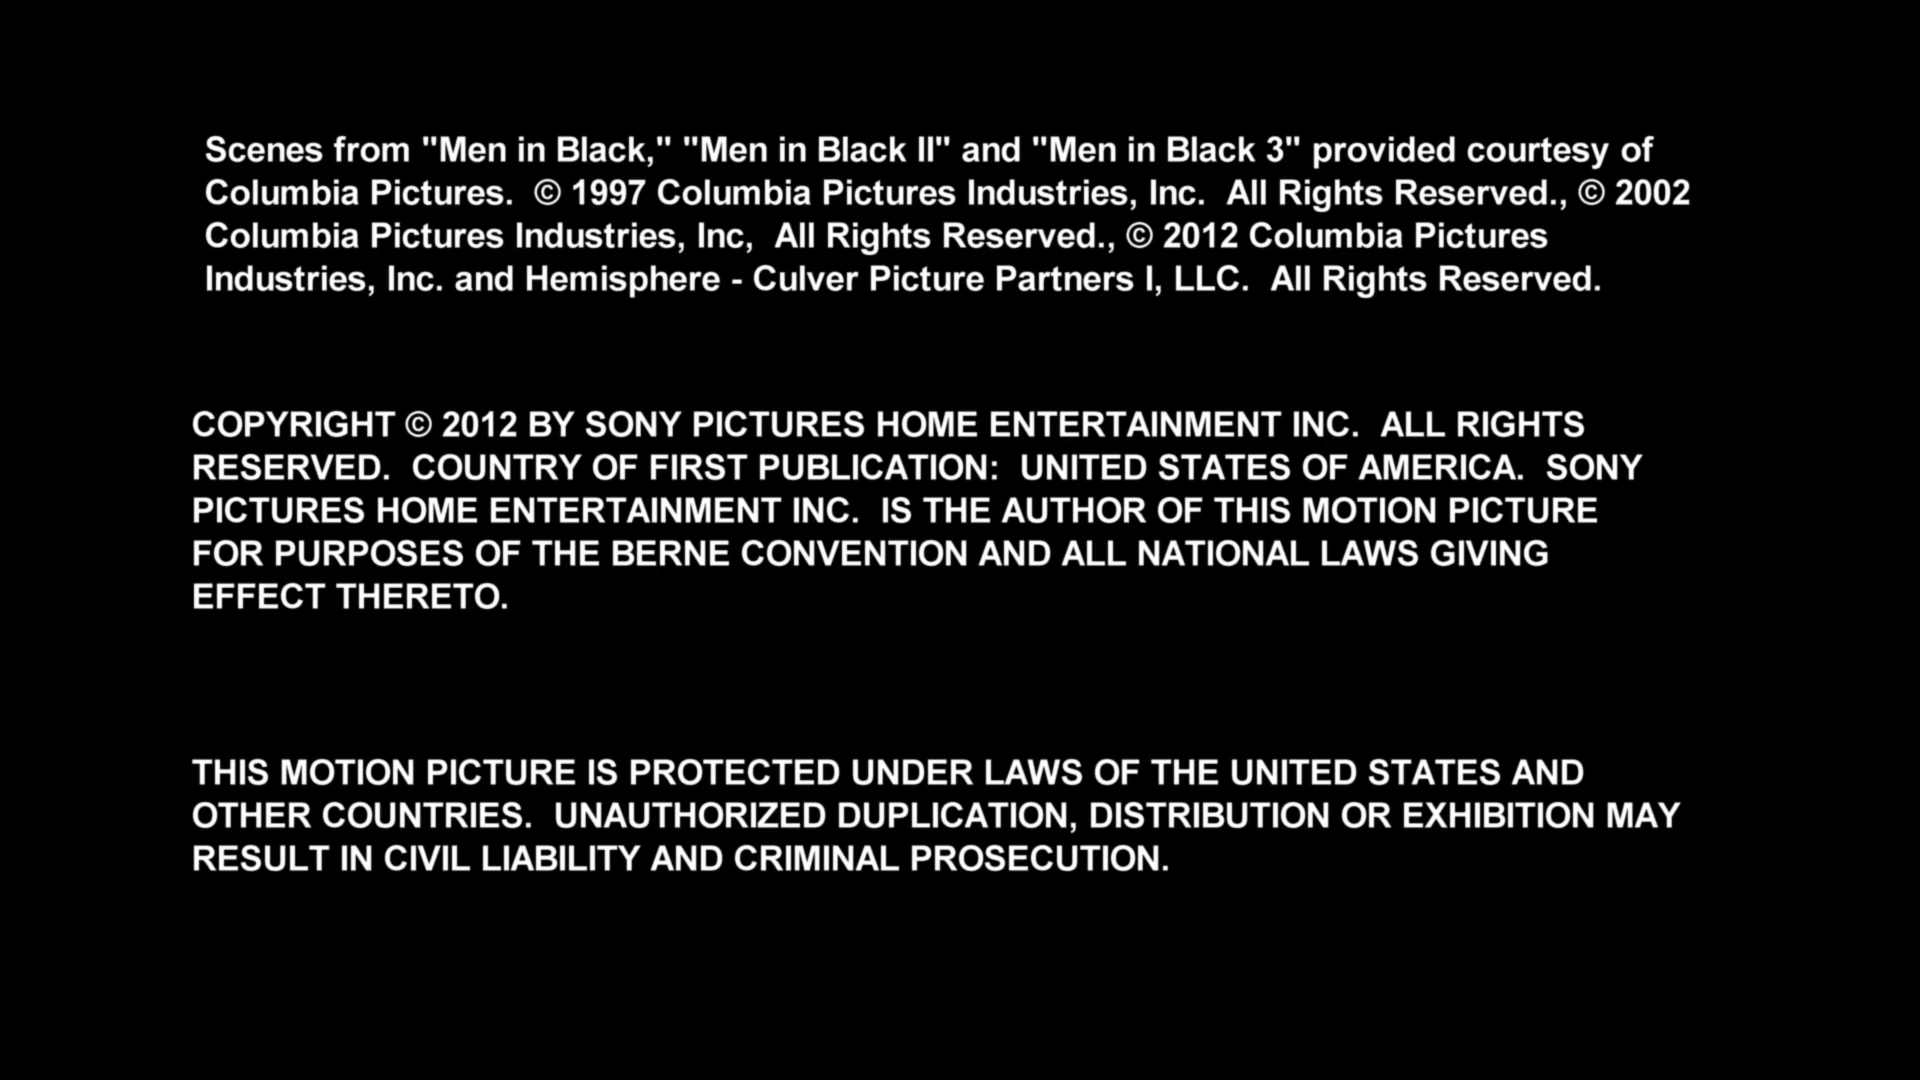 Scenes from "Men in Black," "Men in Black II" and "Men in Black 3" provided courtesy of
Columbia Pictures.  © 1997 Columbia Pictures Industries, Inc.  All Rights Reserved., © 2002
Columbia Pictures Industries, Inc,  All Rights Reserved., © 2012 Columbia Pictures
Industries, Inc. and Hemisphere - Culver Picture Partners I, LLC.  All Rights Reserved.
COPYRIGHT © 2012 BY SONY PICTURES HOME ENTERTAINMENT INC.  ALL RIGHTS
RESERVED.  COUNTRY OF FIRST PUBLICATION:  UNITED STATES OF AMERICA.  SONY
PICTURES HOME ENTERTAINMENT INC.  IS THE AUTHOR OF THIS MOTION PICTURE
FOR PURPOSES OF THE BERNE CONVENTION AND ALL NATIONAL LAWS GIVING
EFFECT THERETO.
THIS MOTION PICTURE IS PROTECTED UNDER LAWS OF THE UNITED STATES AND
OTHER COUNTRIES.  UNAUTHORIZED DUPLICATION, DISTRIBUTION OR EXHIBITION MAY
RESULT IN CIVIL LIABILITY AND CRIMINAL PROSECUTION.